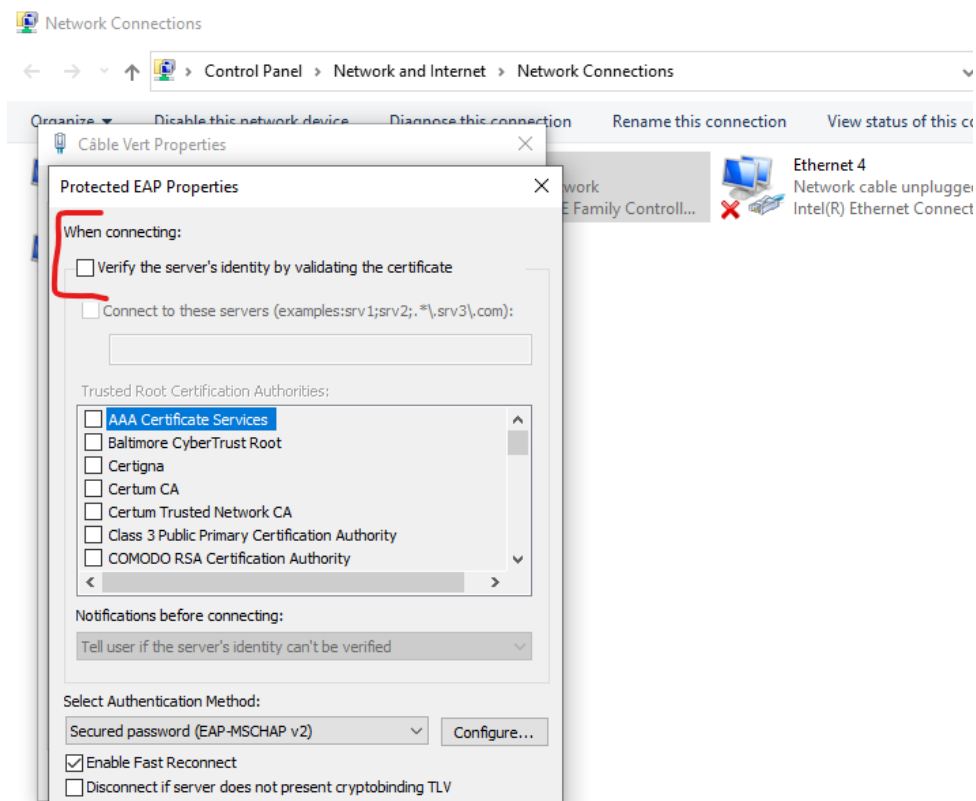 Network Connections
Control Panel > Network and Internet > Network Connections
Organize Disable this network device Diagnose this connection Rename this connection View status of this co
Câble Vert Properties
Protected EAP Properties
work
E Family Controll...
Ethernet 4
Network cable unplugged
Intel(R) Ethernet Connect
When connecting:
Verify the server's identity by validating the certificate
Connect to these servers (examples:srv1;srv2;.*\.srv3\.com):
Trusted Root Certification Authorities:
AAA Certificate Services
Baltimore CyberTrust Root
Certigna
Certum CA
Certum Trusted Network CA
Class 3 Public Primary Certification Authority
COMODO RSA Certification Authority
Notifications before connecting:
Tell user if the server's identity can't be verified
Select Authentication Method:
Secured password (EAP-MSCHAP v2)
Configure...
Enable Fast Reconnect
Disconnect if server does not present cryptobinding TLV